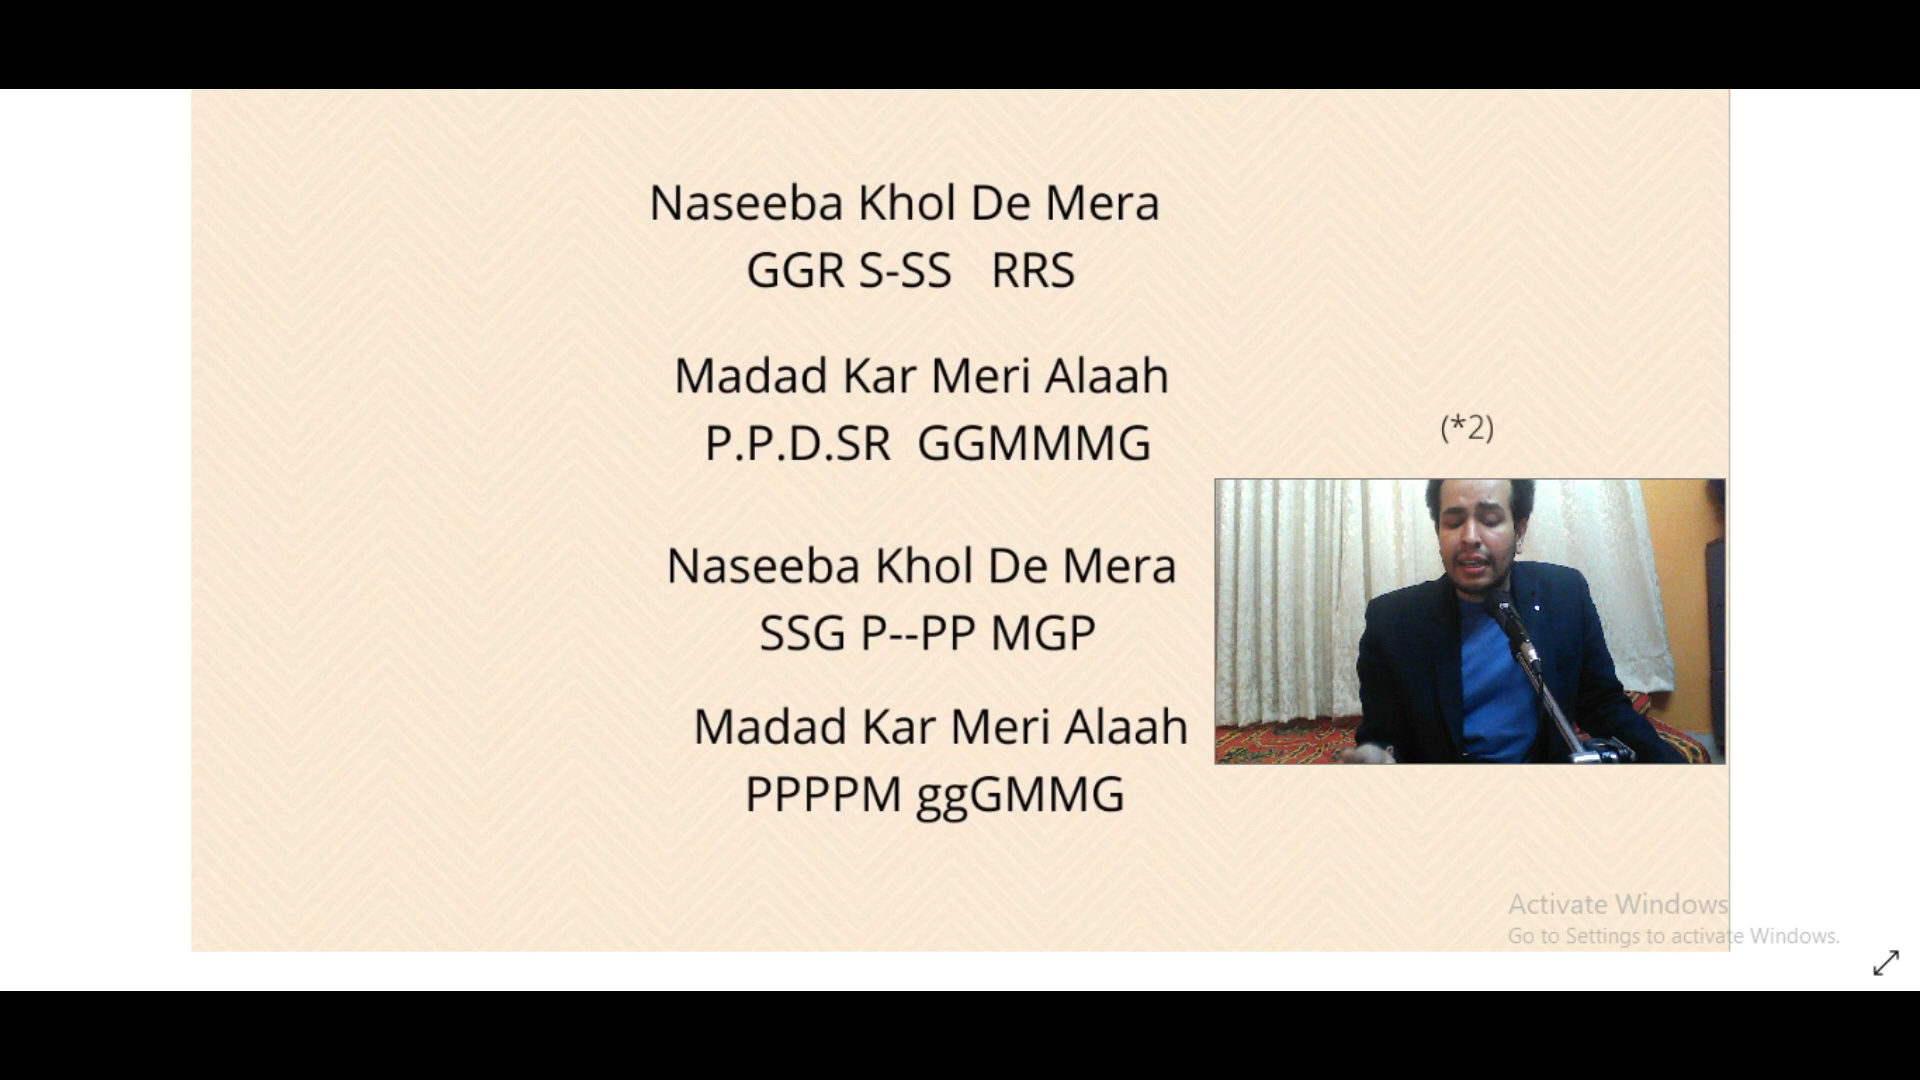 Naseeba Khol De Mera
GGR S-SS   RRS
Madad Kar Meri Alaah
P.P.D.SR  GGMMMG
(*2)
Naseeba Khol De Mera
SSG P--PP MGP
Madad Kar Meri Alaah
PPPPM ggGMMG
Activate Windows
Go to Settings to activate Windows.